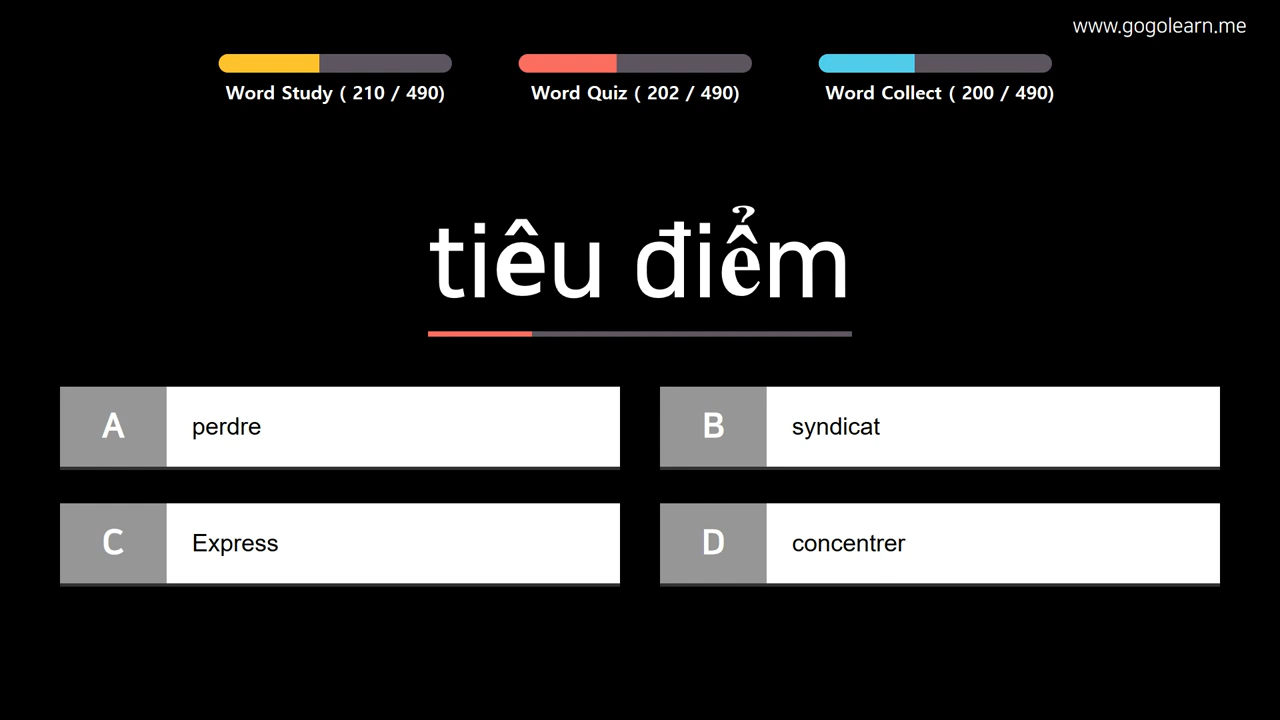 www.gogolearn.me
Word Study ( 210 / 490)
Word Quiz ( 202 / 490)
Word Collect ( 200 / 490)
tiêu điểm
A perdre
B syndicat
C Express
D concentrer